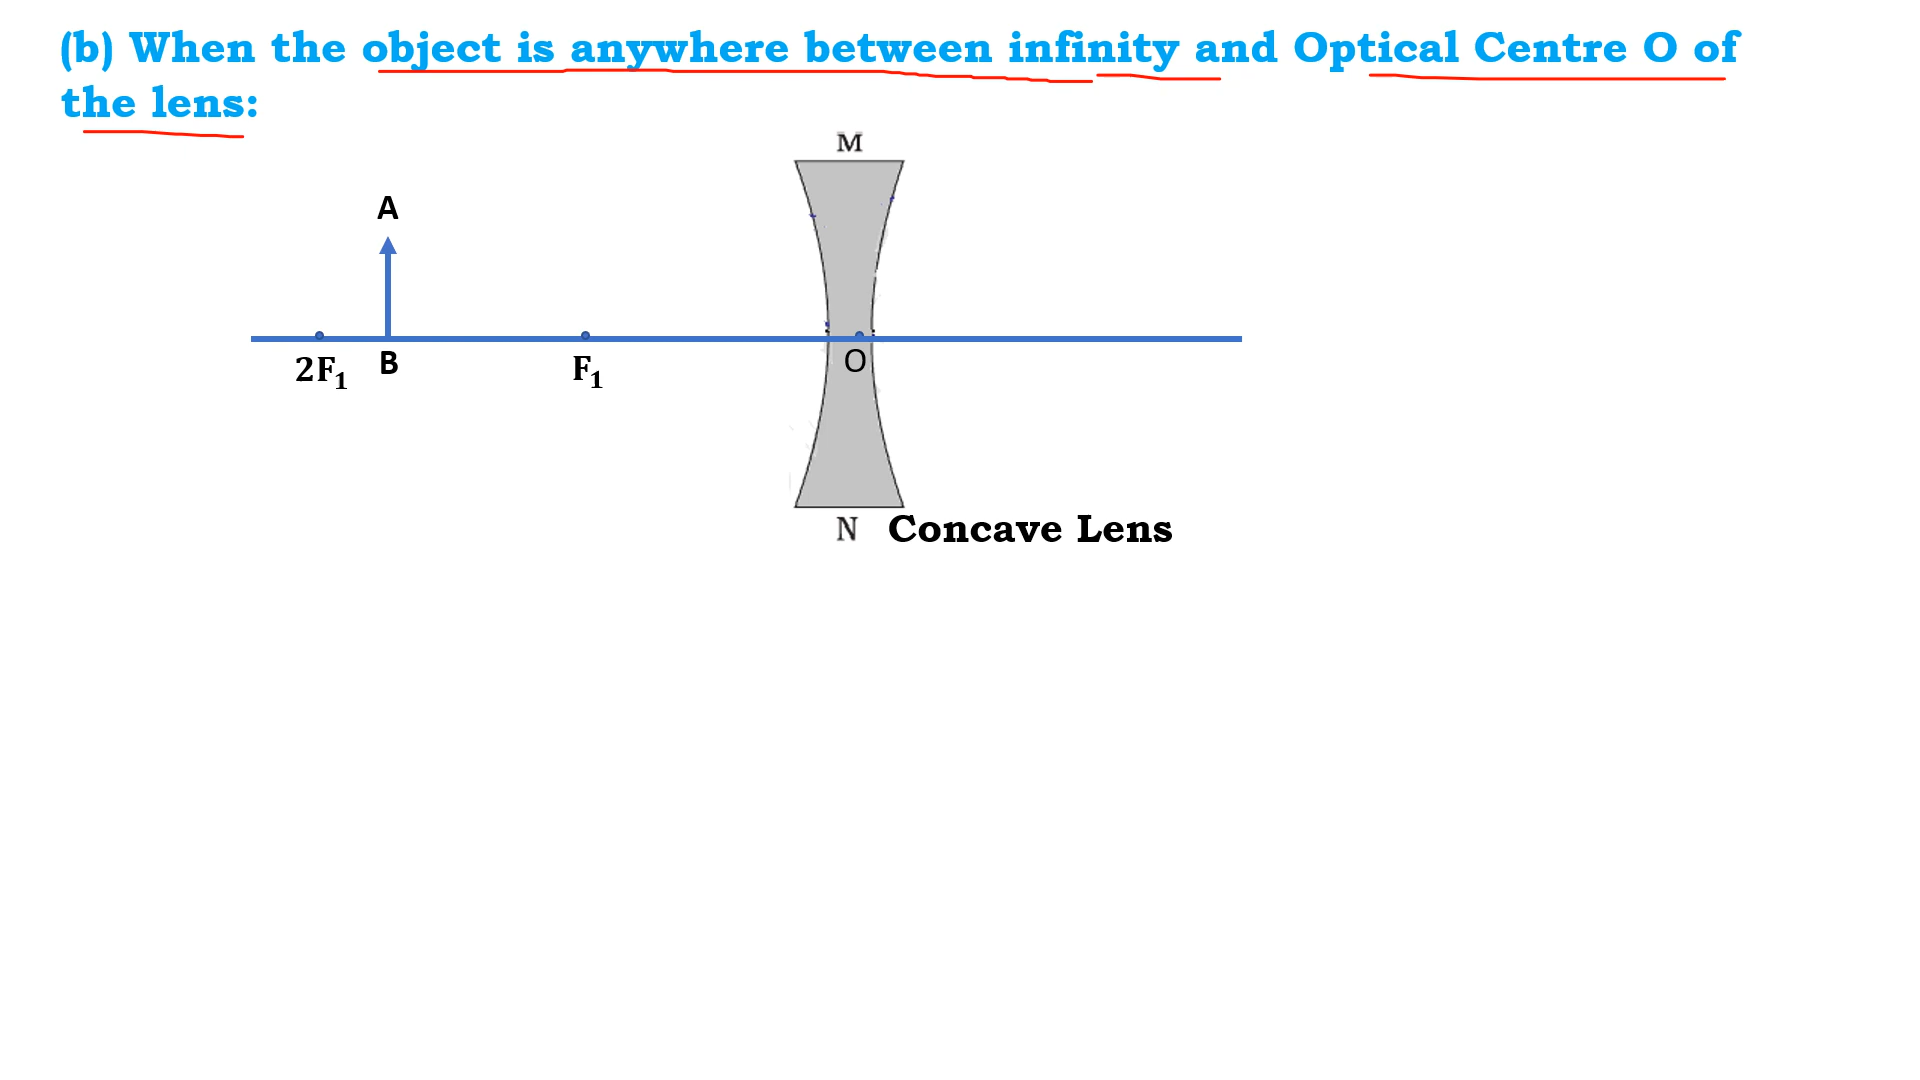 (b) When the object is anywhere between infinity and Optical Centre O of
the lens:
M
A
2F₁ B F₁ O
N Concave Lens